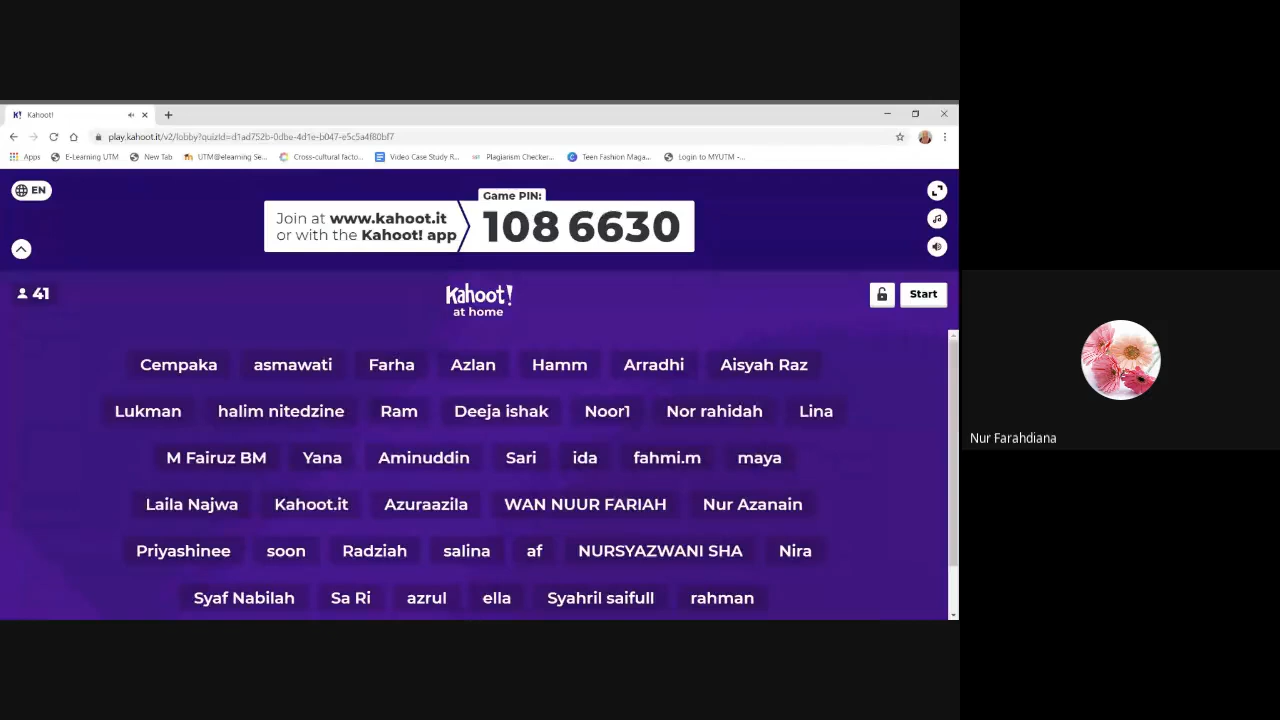 Kahoot!
play.kahoot.it/v2/lobby?quizId=d1ad752b-0dbe-4d1e-b047-e5c5a4f80bf7
Apps E-Learning UTM New Tab UTM@elearning Se... Cross-cultural facto... Video Case Study R... Plagiarism Checker... Teen Fashion Maga... Login to MYUTM -...
EN
Game PIN:
Join at www.kahoot.it
or with the Kahoot! app
108 6630
41
Kahoot!
at home
Start
Cempaka asmawati Farha Azlan Hamm Arradhi Aisyah Raz
Lukman halim nitedzine Ram Deeja ishak Noor1 Nor rahidah Lina
M Fairuz BM Yana Aminuddin Sari ida fahmi.m maya
Laila Najwa Kahoot.it Azuraazila WAN NUUR FARIAH Nur Azanain
Priyashinee soon Radziah salina af NURSYAZWANI SHA Nira
Syaf Nabilah Sa Ri azrul ella Syahril saifull rahman
Nur Farahdiana